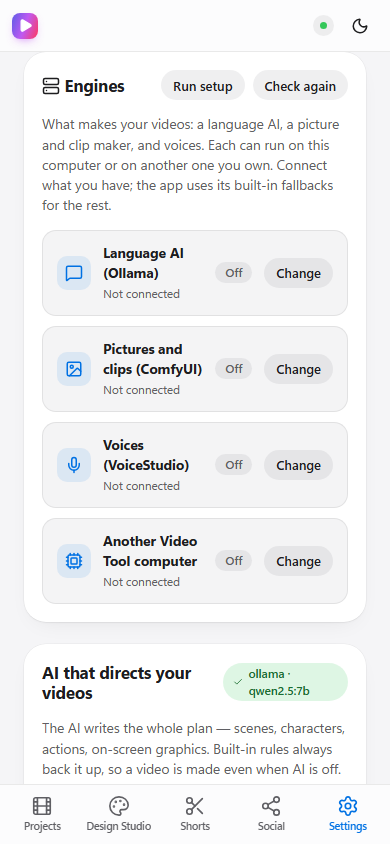 Engines
Run setup
Check again
What makes your videos: a language AI, a picture
and clip maker, and voices. Each can run on this
computer or on another one you own. Connect
what you have; the app uses its built-in fallbacks
for the rest.
Language AI
(Ollama)
Not connected
Off
Change
Pictures and
clips (ComfyUI)
Not connected
Off
Change
Voices
(VoiceStudio)
Not connected
Off
Change
Another Video
Tool computer
Not connected
Off
Change
AI that directs your
videos
ollama ·
qwen2.5:7b
The AI writes the whole plan — scenes, characters,
actions, on-screen graphics. Built-in rules always
back it up, so a video is made even when AI is off.
Projects
Design Studio
Shorts
Social
Settings